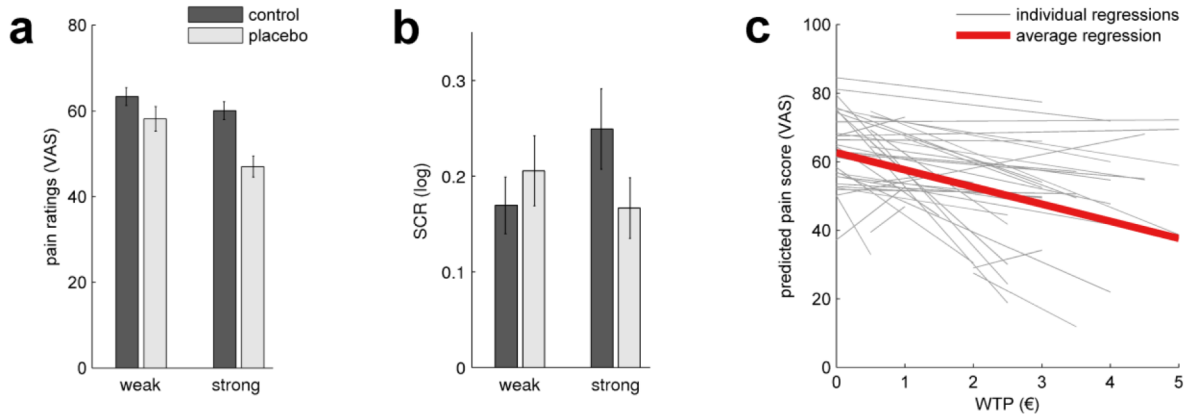 a
control
placebo
80
60
40
20
0
pain ratings (VAS)
weak
strong
b
0.3
0.2
0.1
0
SCR (log)
weak
strong
c
individual regressions
average regression
100
80
60
40
20
0
predicted pain score (VAS)
0 1 2 3 4 5
WTP (€)